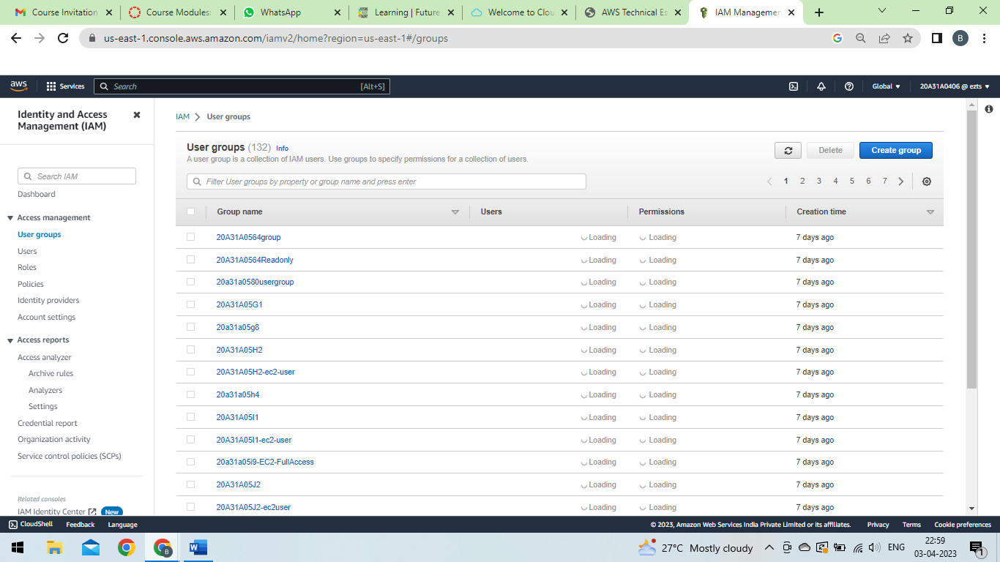 Course Invitation
Course Modules:
WhatsApp
Learning | Future
Welcome to Clou
AWS Technical Es
IAM Managemen
us-east-1.console.aws.amazon.com/iamv2/home?region=us-east-1#/groups
B
aws
Services
Search
[Alt+S]
Global
20A31A0406 @ ezts
Identity and Access
Management (IAM)
Search IAM
Dashboard
Access management
User groups
Users
Roles
Policies
Identity providers
Account settings
Access reports
Access analyzer
Archive rules
Analyzers
Settings
Credential report
Organization activity
Service control policies (SCPs)
Related consoles
IAM Identity Center New
IAM > User groups
User groups (132) Info
A user group is a collection of IAM users. Use groups to specify permissions for a collection of users.
Delete
Create group
Filter User groups by property or group name and press enter
1 2 3 4 5 6 7
Group name Users Permissions Creation time
20A31A0564group Loading Loading 7 days ago
20A31A0564Readonly Loading Loading 7 days ago
20a31a0580usergroup Loading Loading 7 days ago
20A31A05G1 Loading Loading 7 days ago
20a31a05g8 Loading Loading 7 days ago
20A31A05H2 Loading Loading 7 days ago
20A31A05H2-ec2-user Loading Loading 7 days ago
20a31a05h4 Loading Loading 7 days ago
20A31A05I1 Loading Loading 7 days ago
20A31A05I1-ec2-user Loading Loading 7 days ago
20a31a05i9-EC2-FullAccess Loading Loading 7 days ago
20A31A05J2 Loading Loading 7 days ago
20A31A05J2-ec2user Loading Loading 7 days ago
CloudShell Feedback Language
© 2023, Amazon Web Services India Private Limited or its affiliates. Privacy Terms Cookie preferences
B
27°C Mostly cloudy
ENG
22:59
03-04-2023
1